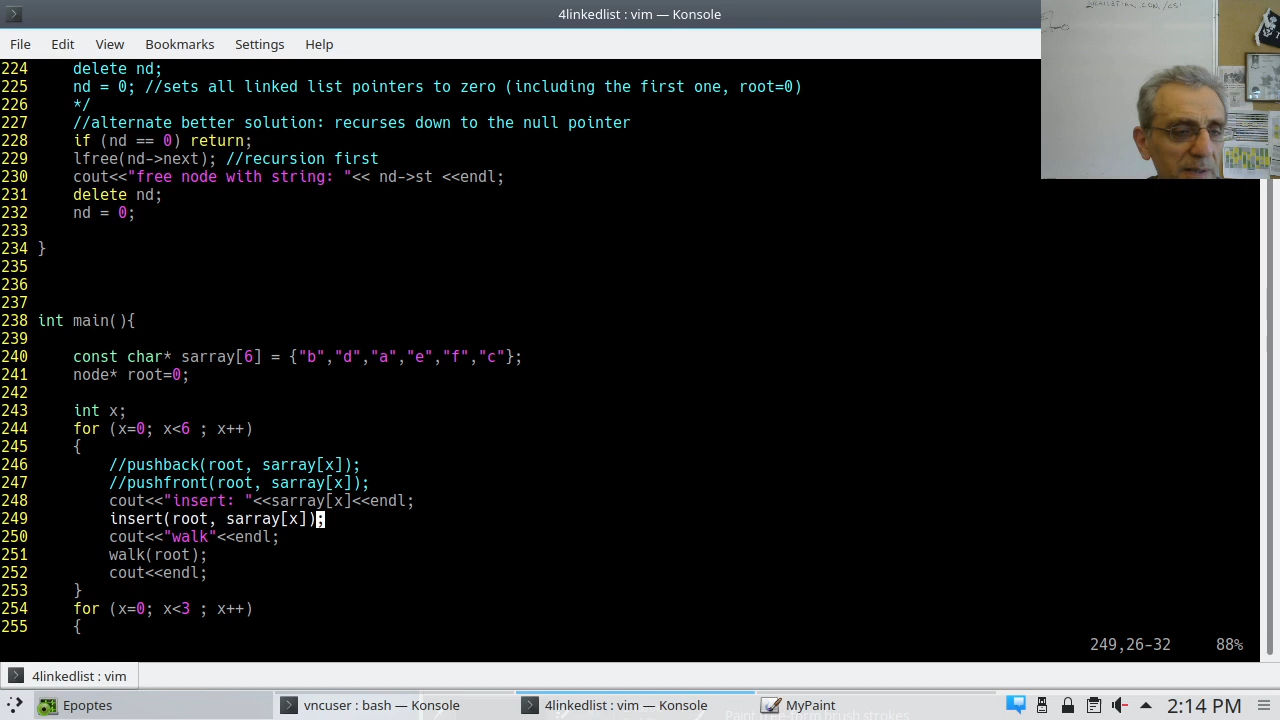 4linkedlist : vim — Konsole
File Edit View Bookmarks Settings Help
224     delete nd;
225     nd = 0; //sets all linked list pointers to zero (including the first one, root=0)
226     */
227     //alternate better solution: recurses down to the null pointer
228     if (nd == 0) return;
229     lfree(nd->next); //recursion first
230     cout<<"free node with string: "<< nd->st <<endl;
231     delete nd;
232     nd = 0;
233
234 }
235
236
237
238 int main(){
239
240     const char* sarray[6] = {"b","d","a","e","f","c"};
241     node* root=0;
242
243     int x;
244     for (x=0; x<6 ; x++)
245     {
246         //pushback(root, sarray[x]);
247         //pushfront(root, sarray[x]);
248         cout<<"insert: "<<sarray[x]<<endl;
249         insert(root, sarray[x]);
250         cout<<"walk"<<endl;
251         walk(root);
252         cout<<endl;
253     }
254     for (x=0; x<3 ; x++)
255     {
249,26-32 88%
4linkedlist : vim
Epoptes vncuser : bash — Konsole 4linkedlist : vim — Konsole MyPaint 2:14 PM
Paint free-form brush strokes